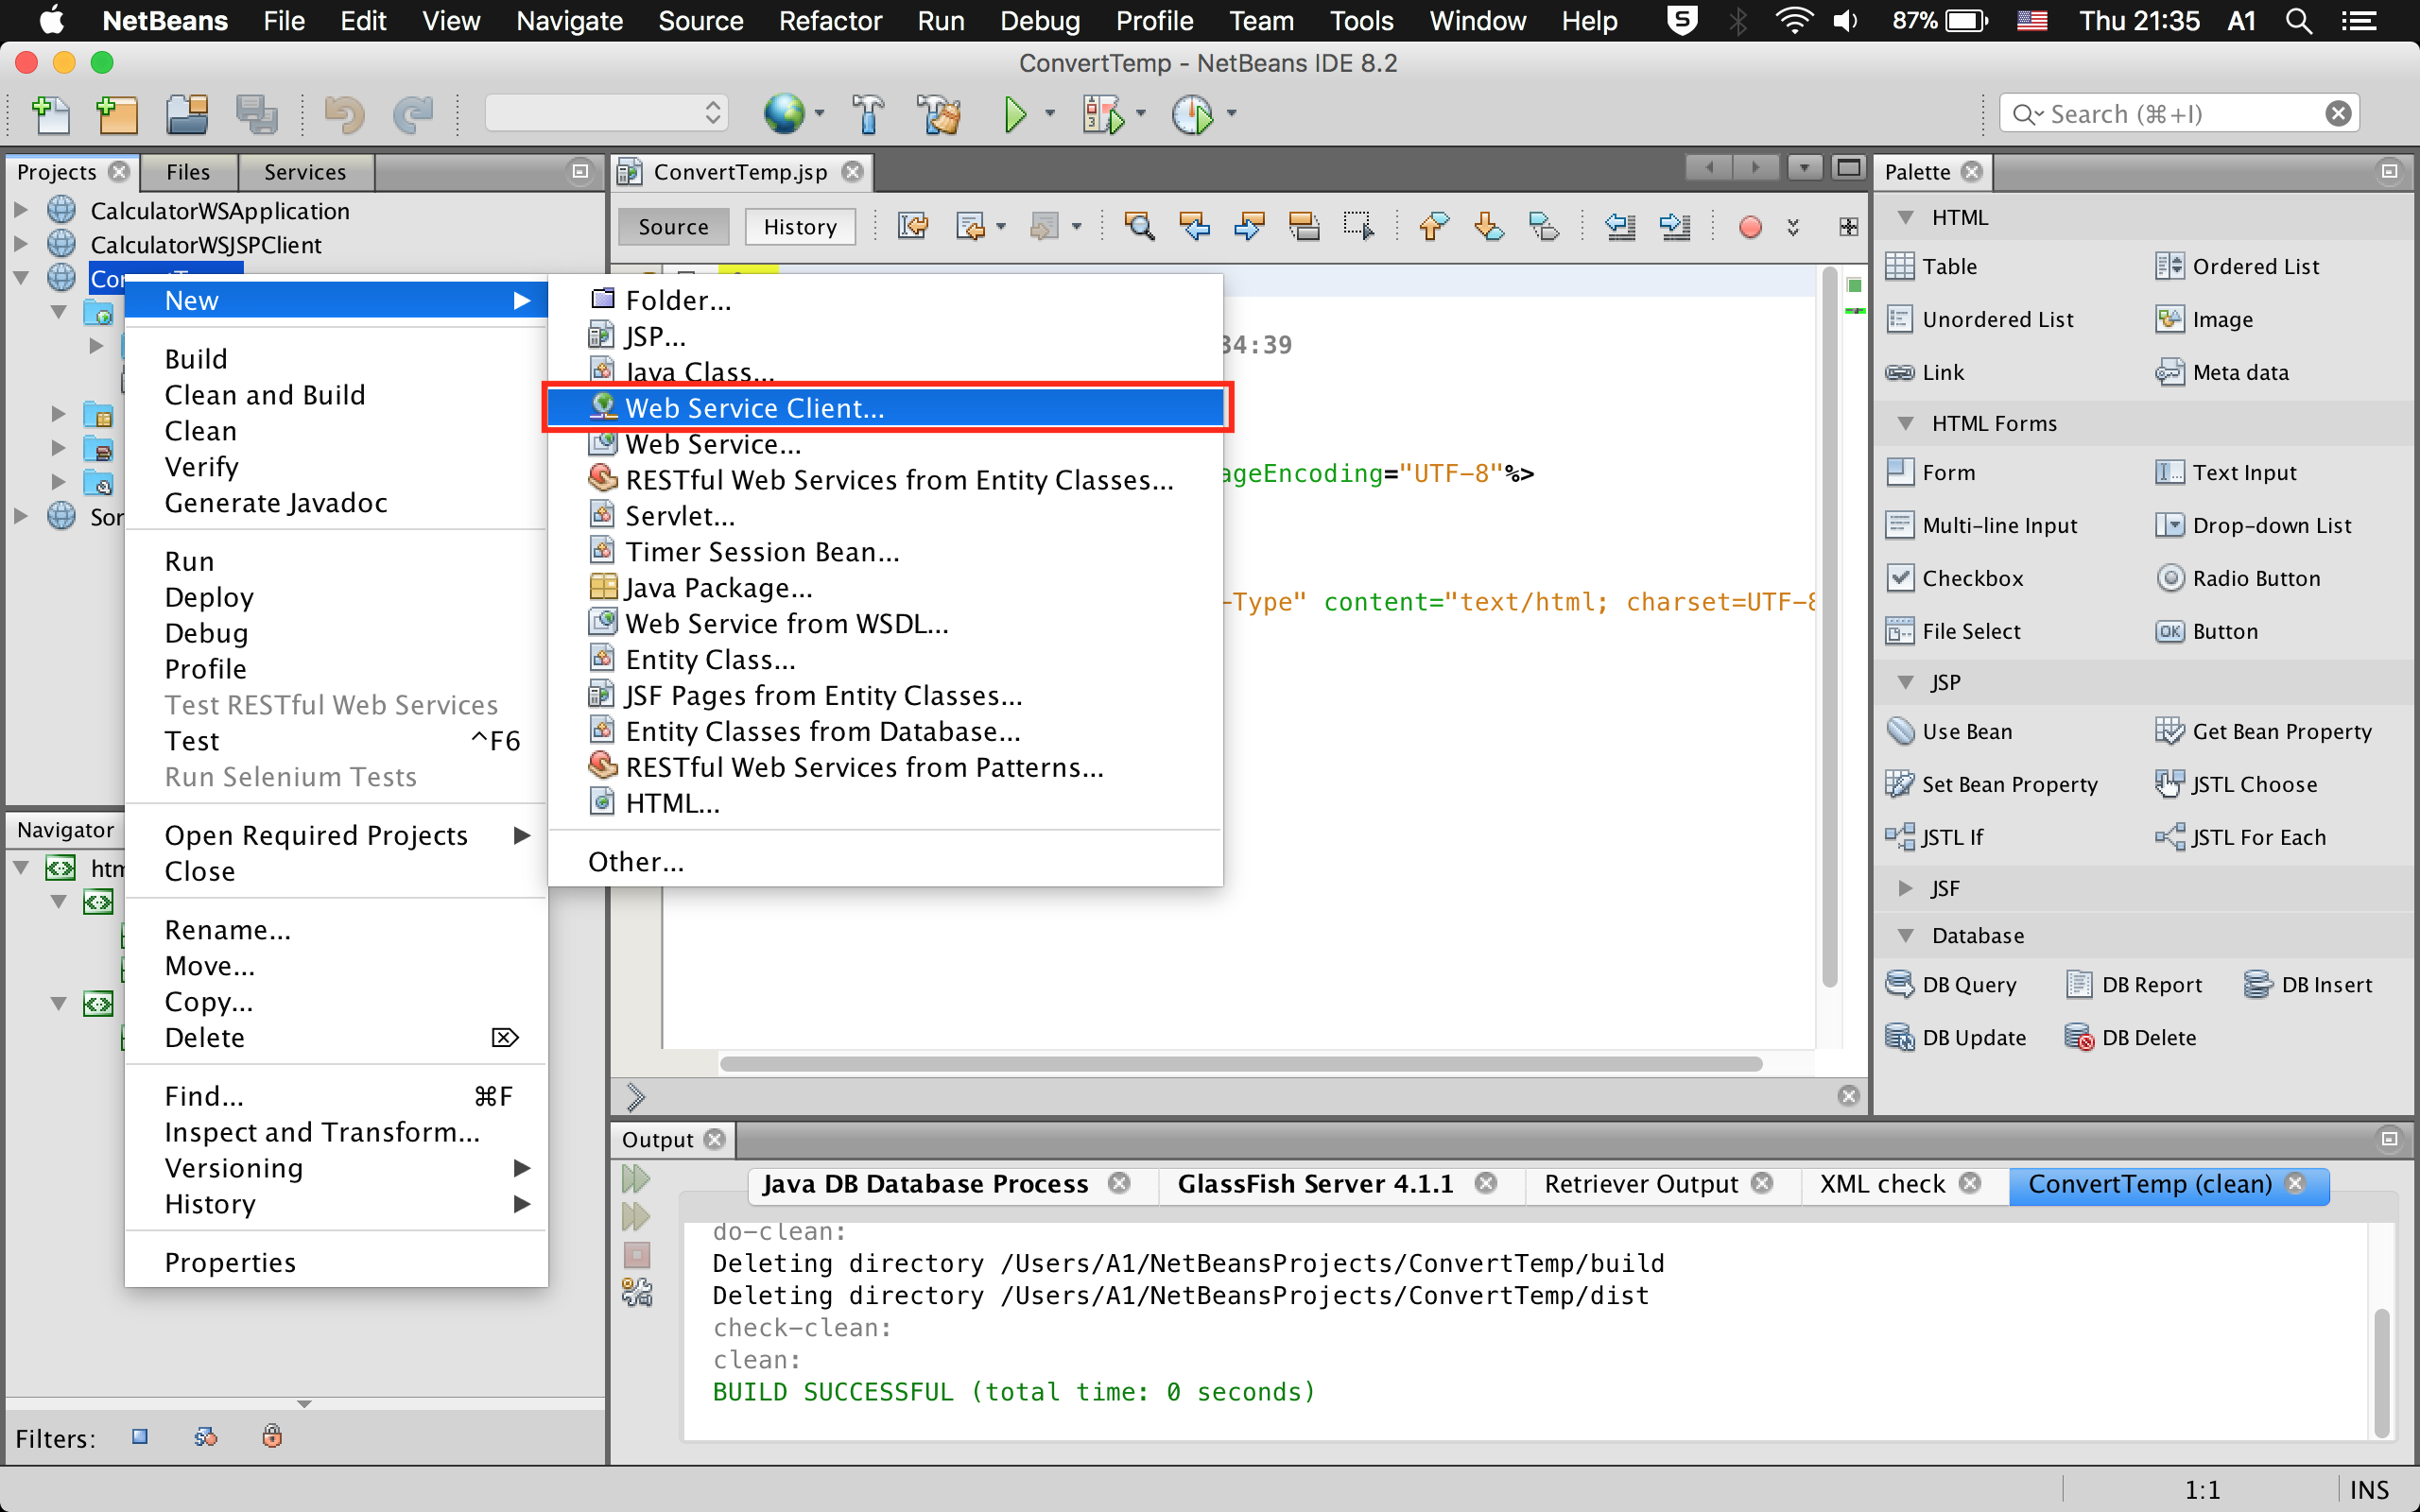 NetBeans File Edit View Navigate Source Refactor Run Debug Profile Team Tools Window Help 87% Thu 21:35 A1
ConvertTemp - NetBeans IDE 8.2
Search (⌘+I)
Projects Files Services
CalculatorWSApplication
CalculatorWSJSPClient
New
Build
Clean and Build
Clean
Verify
Generate Javadoc
Run
Deploy
Debug
Profile
Test RESTful Web Services
Test ^F6
Run Selenium Tests
Open Required Projects
Close
Rename...
Move...
Copy...
Delete
Find... ⌘F
Inspect and Transform...
Versioning
History
Properties
Folder...
JSP...
Java Class...
Web Service Client...
Web Service...
RESTful Web Services from Entity Classes...
Servlet...
Timer Session Bean...
Java Package...
Web Service from WSDL...
Entity Class...
JSF Pages from Entity Classes...
Entity Classes from Database...
RESTful Web Services from Patterns...
HTML...
Other...
Navigator
Filters:
ConvertTemp.jsp
Source History
34:39
ageEncoding="UTF-8"%>
-Type" content="text/html; charset=UTF-8
Palette
HTML
Table Ordered List
Unordered List Image
Link Meta data
HTML Forms
Form Text Input
Multi-line Input Drop-down List
Checkbox Radio Button
File Select Button
JSP
Use Bean Get Bean Property
Set Bean Property JSTL Choose
JSTL If JSTL For Each
JSF
Database
DB Query DB Report DB Insert
DB Update DB Delete
Output
Java DB Database Process GlassFish Server 4.1.1 Retriever Output XML check ConvertTemp (clean)
do-clean:
Deleting directory /Users/A1/NetBeansProjects/ConvertTemp/build
Deleting directory /Users/A1/NetBeansProjects/ConvertTemp/dist
check-clean:
clean:
BUILD SUCCESSFUL (total time: 0 seconds)
1:1 INS